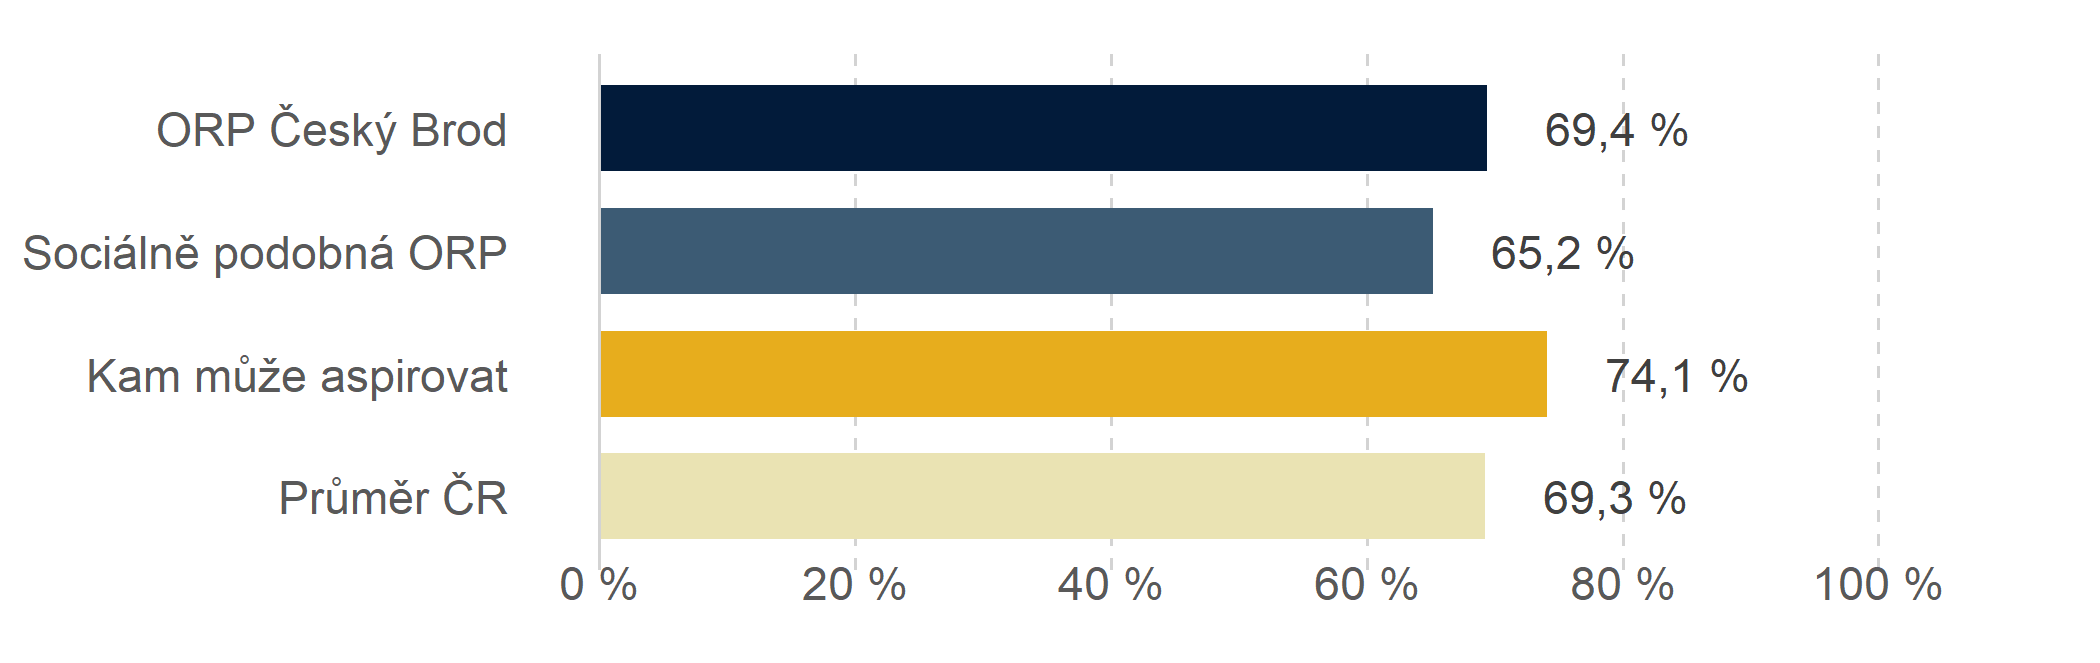 ORP Český Brod 69,4 %
Sociálně podobná ORP 65,2 %
Kam může aspirovat 74,1 %
Průměr ČR 69,3 %
0 % 20 % 40 % 60 % 80 % 100 %